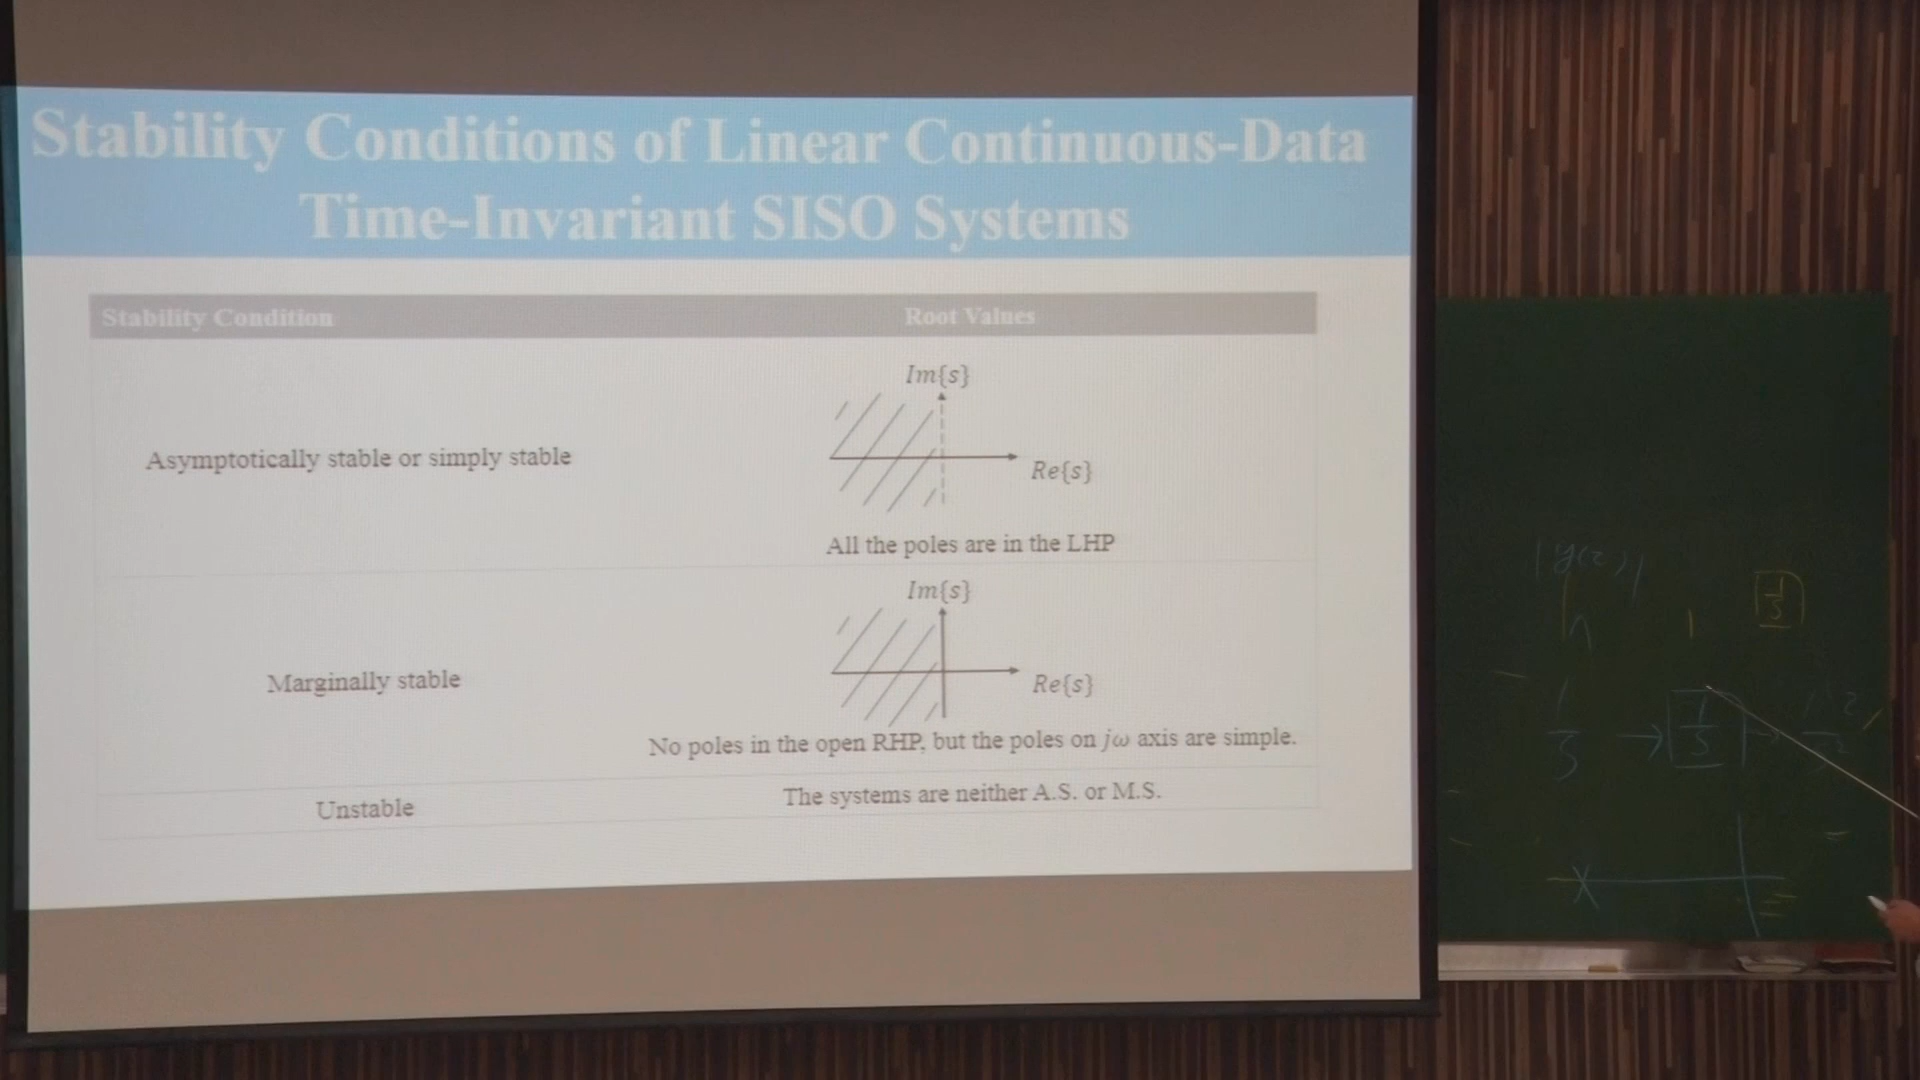 Stability Conditions of Linear Continuous-Data
Time-Invariant SISO Systems
Stability Condition Root Values
Im{s}
Asymptotically stable or simply stable
Re{s}
All the poles are in the LHP
Im{s}
Marginally stable
Re{s}
No poles in the open RHP, but the poles on jω axis are simple.
Unstable
The systems are neither A.S. or M.S.